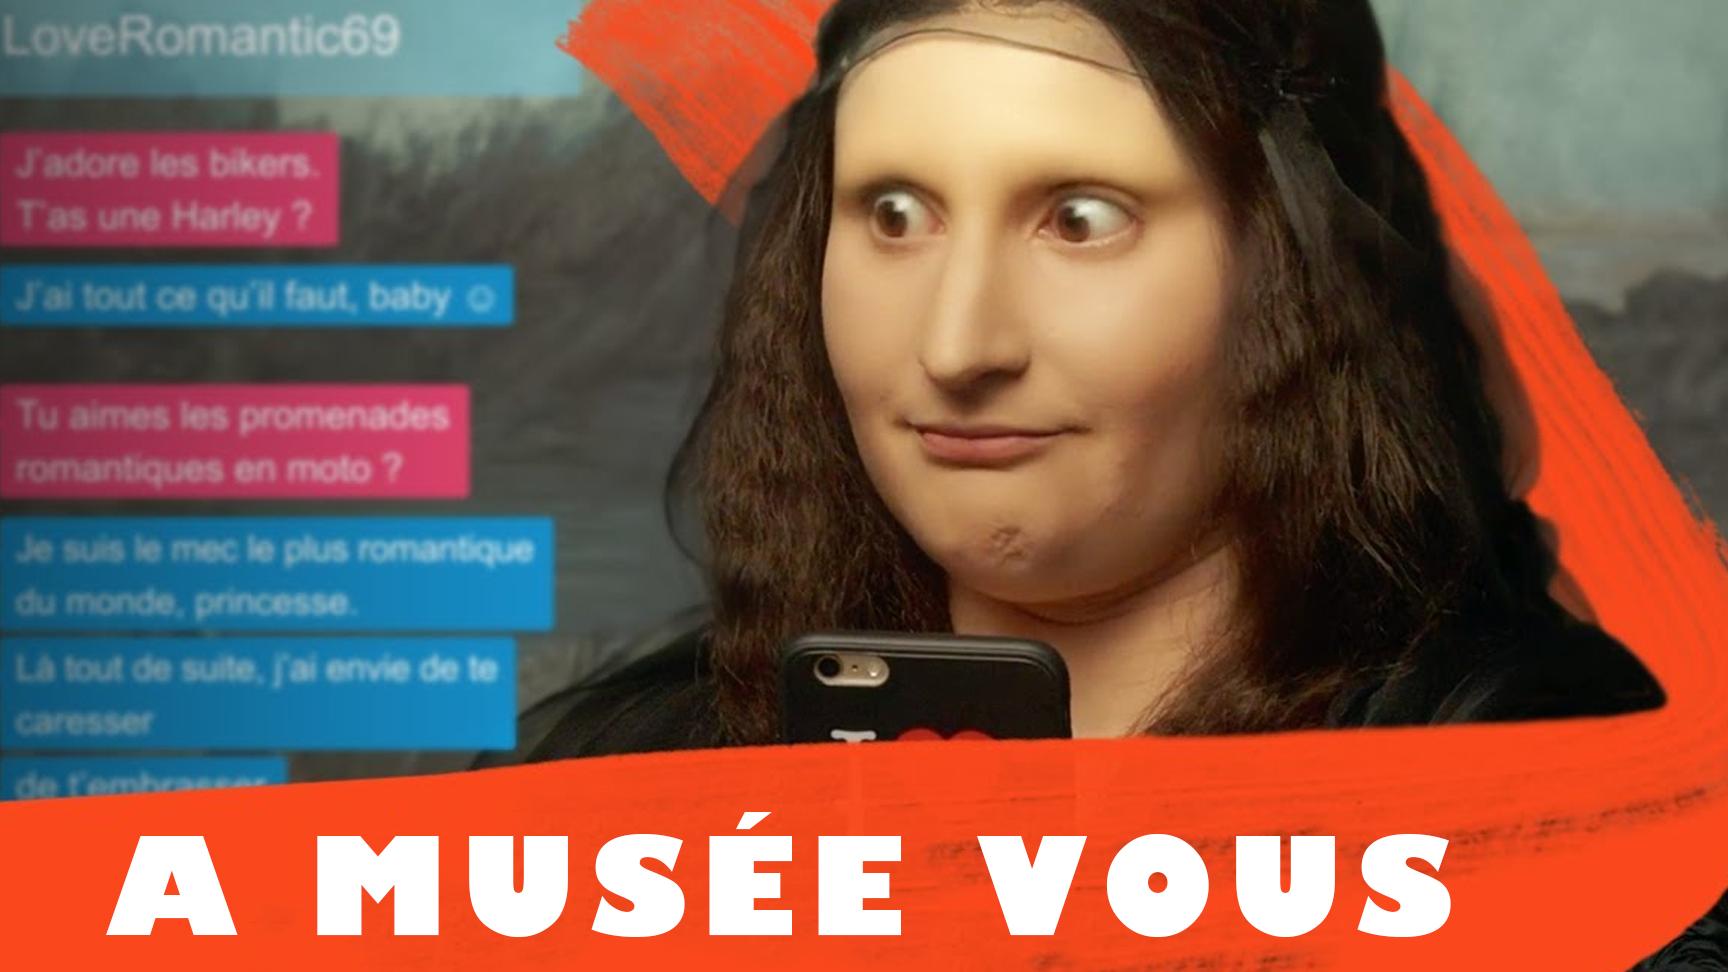 LoveRomantic69
J'adore les bikers.
T'as une Harley ?
J'ai tout ce qu'il faut, baby ☺
Tu aimes les promenades
romantiques en moto ?
Je suis le mec le plus romantique
du monde, princesse.
Là tout de suite, j'ai envie de te
caresser
de t'embrasser
I
A MUSÉE VOUS